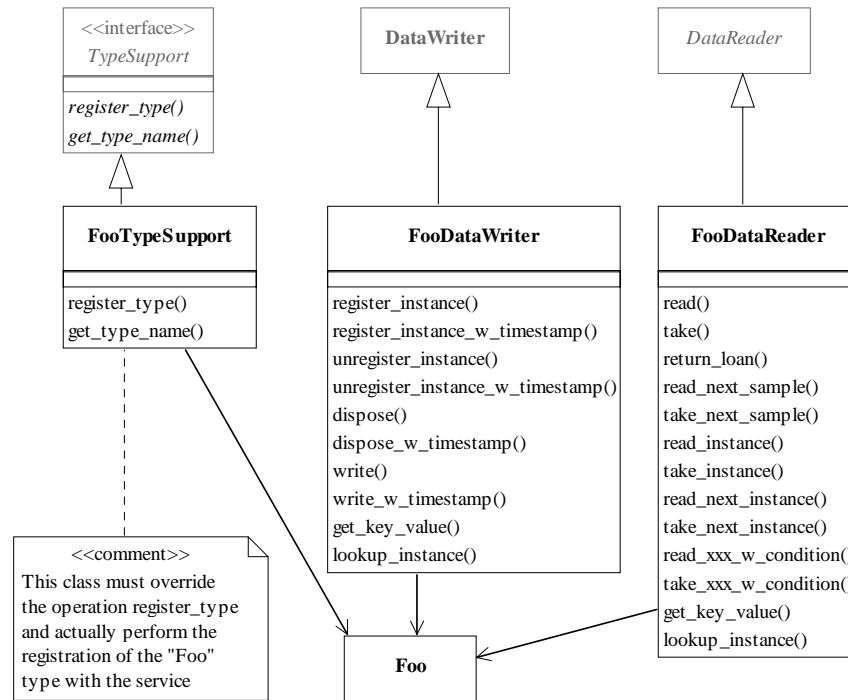 <<interface>>
TypeSupport
register_type()
get_type_name()
DataWriter
DataReader
FooTypeSupport
register_type()
get_type_name()
FooDataWriter
register_instance()
register_instance_w_timestamp()
unregister_instance()
unregister_instance_w_timestamp()
dispose()
dispose_w_timestamp()
write()
write_w_timestamp()
get_key_value()
lookup_instance()
FooDataReader
read()
take()
return_loan()
read_next_sample()
take_next_sample()
read_instance()
take_instance()
read_next_instance()
take_next_instance()
read_xxx_w_condition()
take_xxx_w_condition()
get_key_value()
lookup_instance()
<<comment>>
This class must override
the operation register_type
and actually perform the
registration of the "Foo"
type with the service
Foo